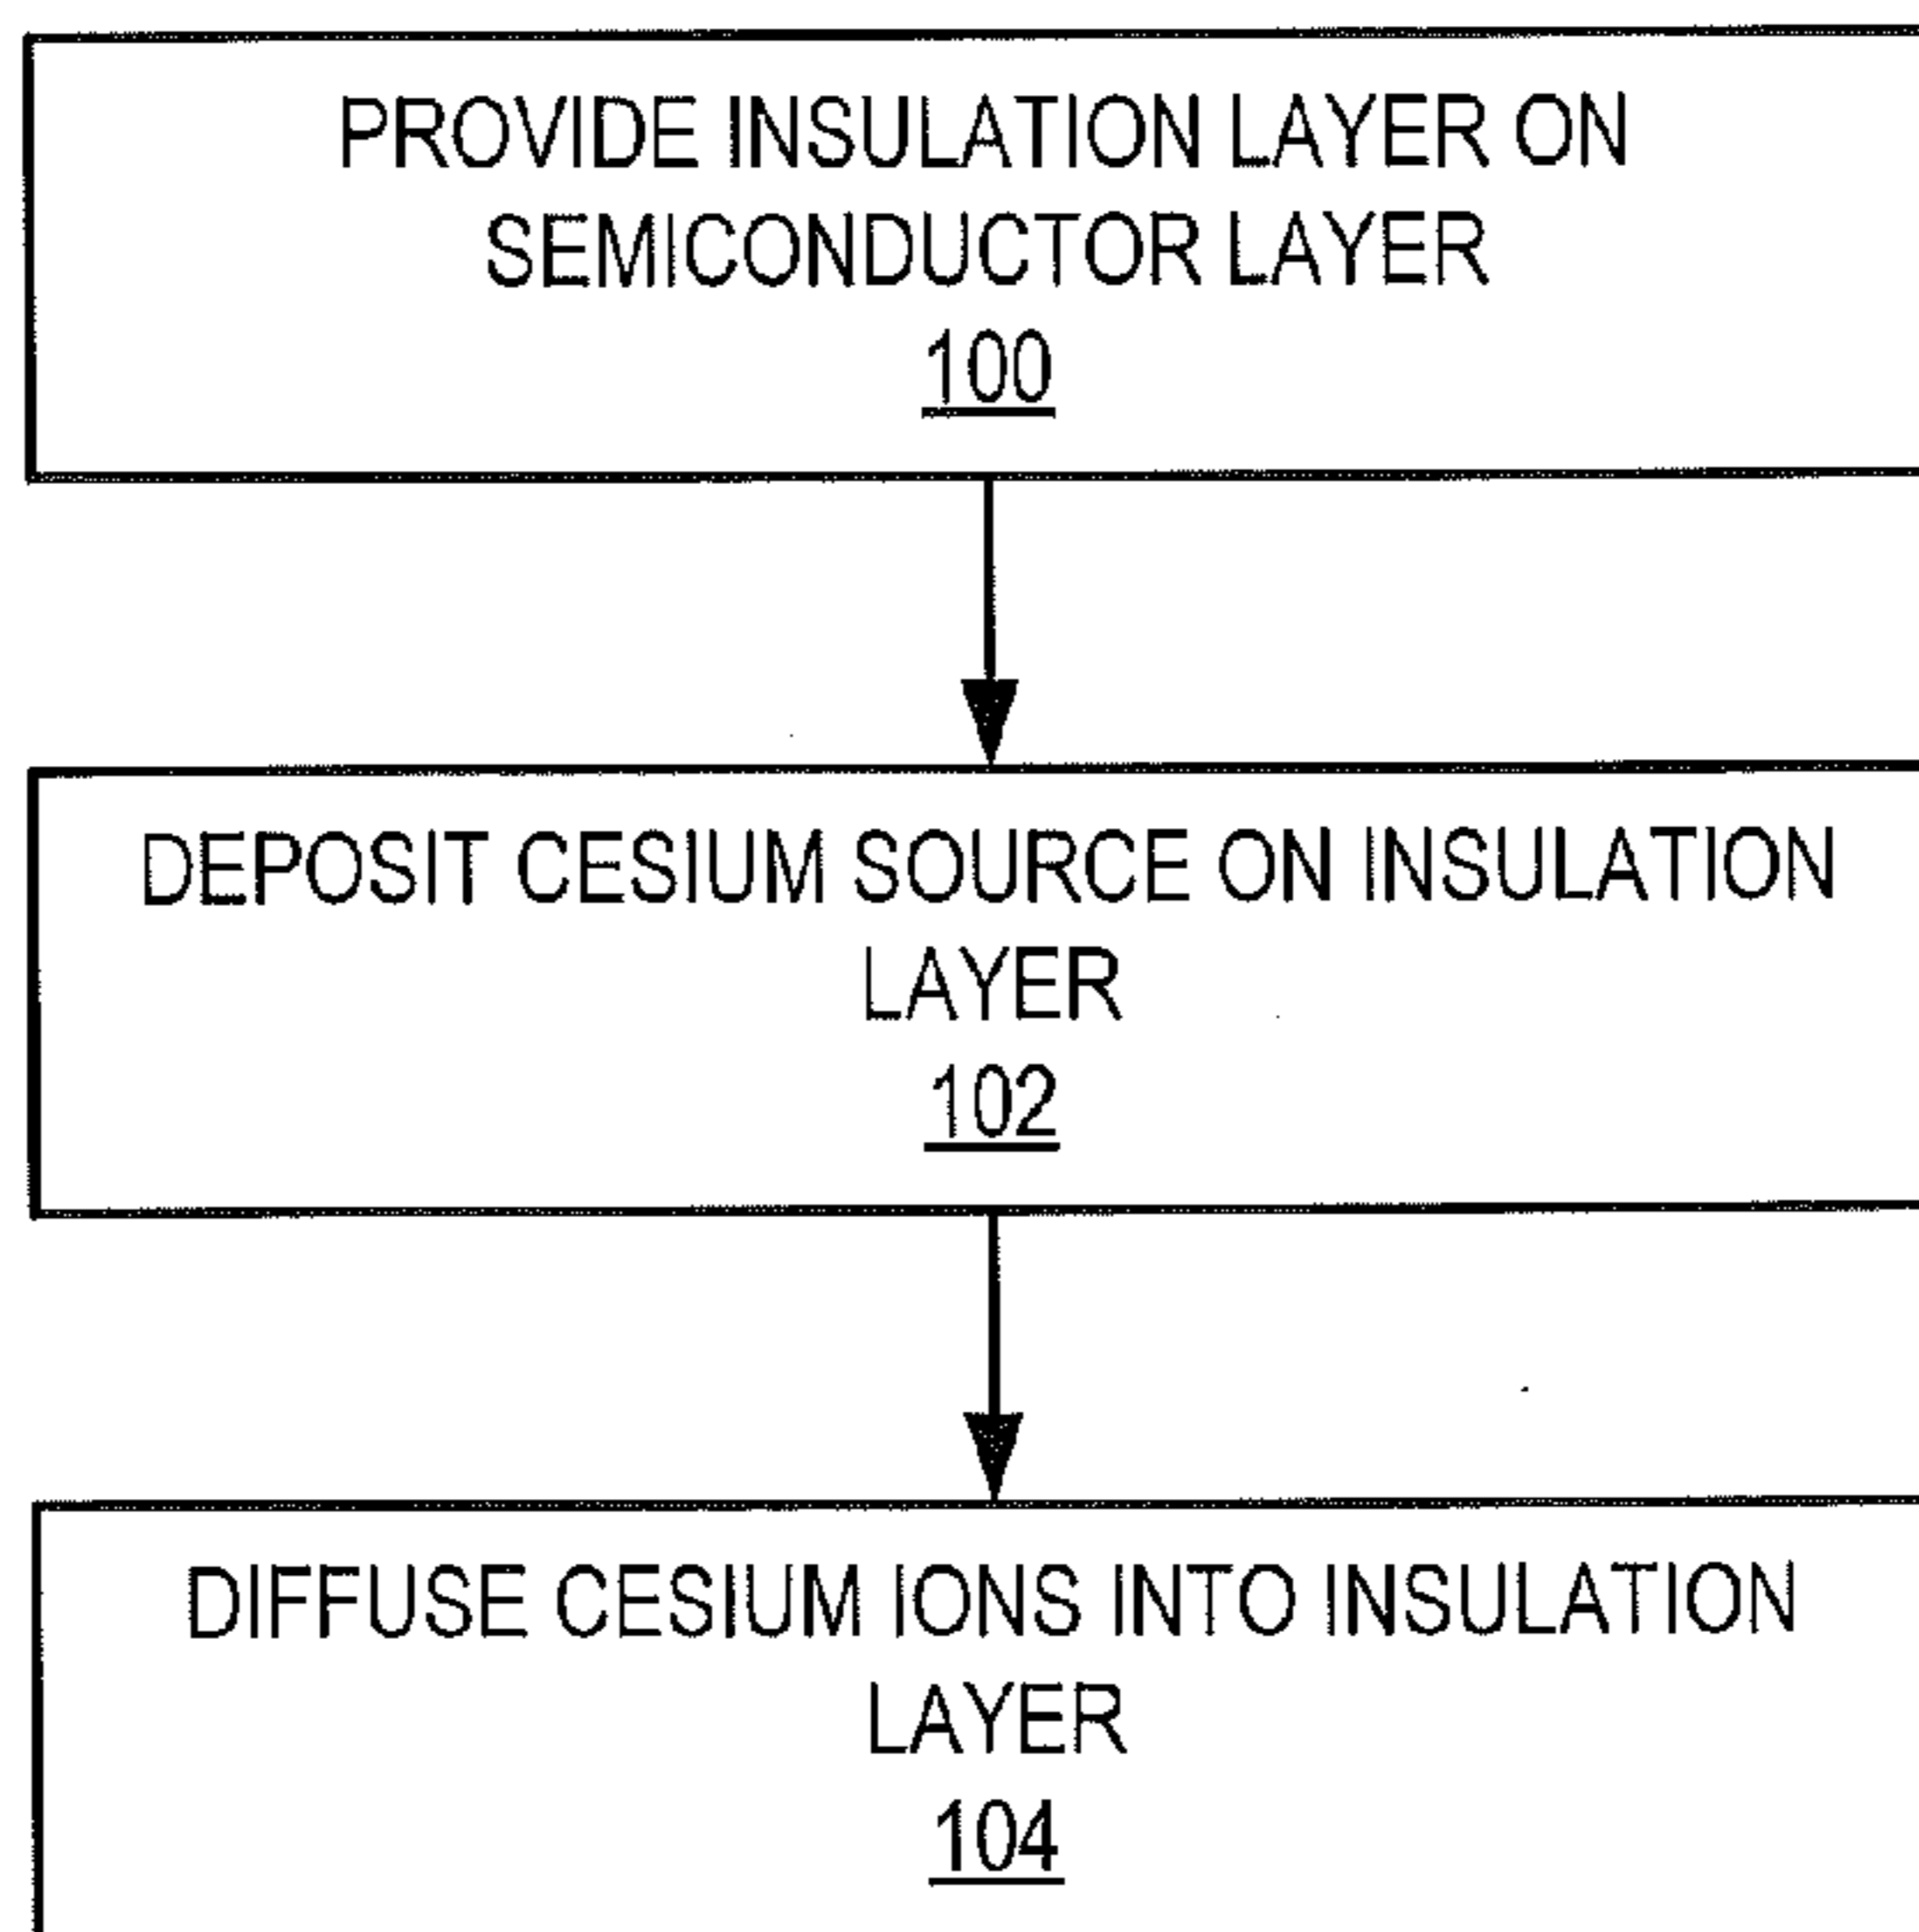 PROVIDE INSULATION LAYER ON
SEMICONDUCTOR LAYER
100
DEPOSIT CESIUM SOURCE ON INSULATION
LAYER
102
DIFFUSE CESIUM IONS INTO INSULATION
LAYER
104